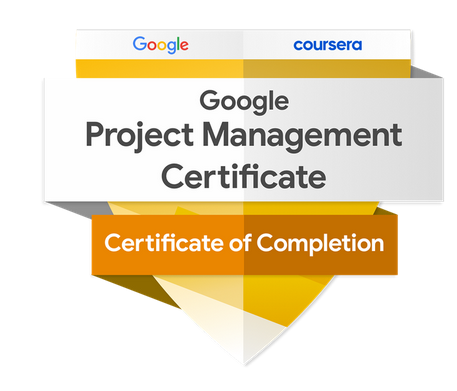 Google coursera
Google
Project Management
Certificate
Certificate of Completion